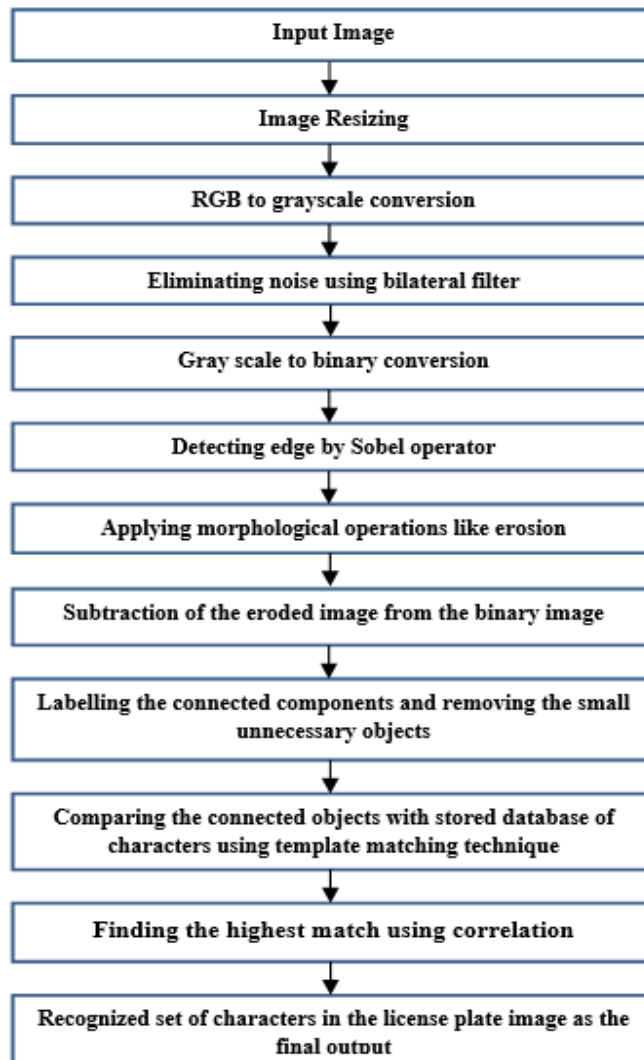 Input Image
Image Resizing
RGB to grayscale conversion
Eliminating noise using bilateral filter
Gray scale to binary conversion
Detecting edge by Sobel operator
Applying morphological operations like erosion
Subtraction of the eroded image from the binary image
Labelling the connected components and removing the small
unnecessary objects
Comparing the connected objects with stored database of
characters using template matching technique
Finding the highest match using correlation
Recognized set of characters in the license plate image as the
final output